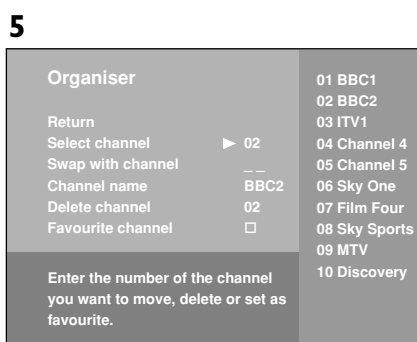 5
Organiser
Return
Select channel ▶ 02
Swap with channel _ _
Channel name BBC2
Delete channel 02
Favourite channel □
Enter the number of the channel
you want to move, delete or set as
favourite.
01 BBC1
02 BBC2
03 ITV1
04 Channel 4
05 Channel 5
06 Sky One
07 Film Four
08 Sky Sports
09 MTV
10 Discovery